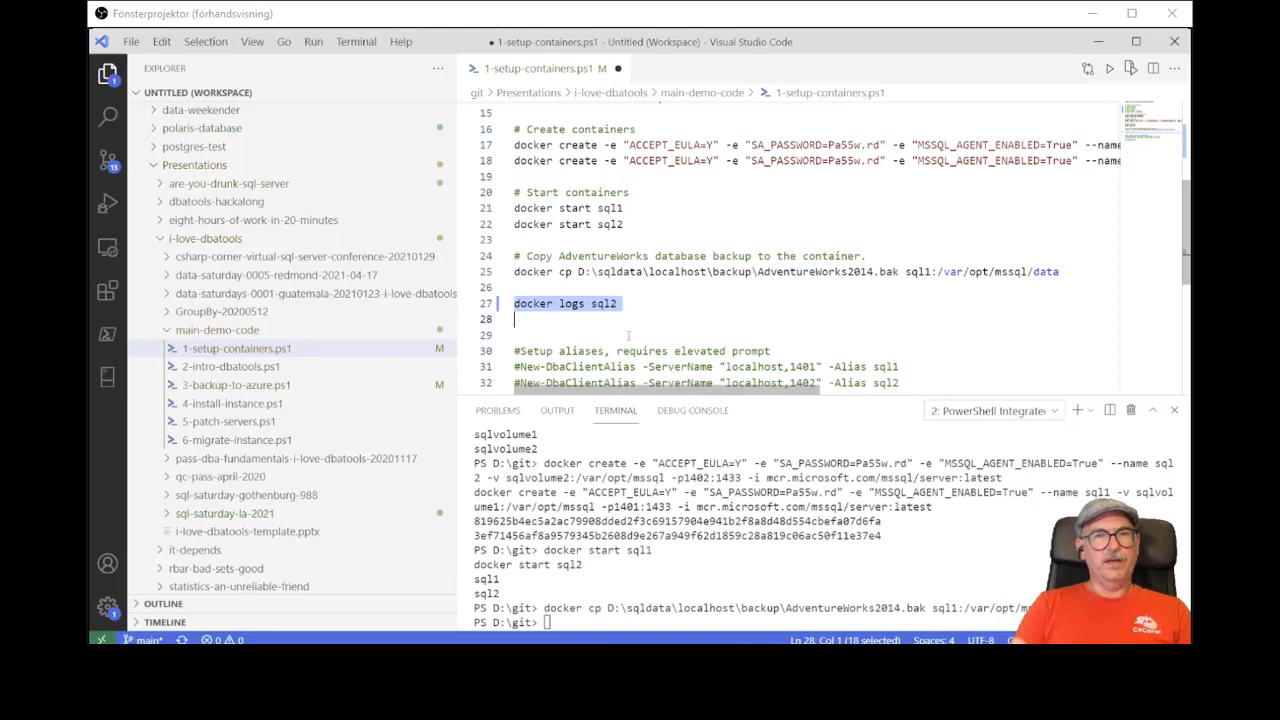 Fönsterprojektor (förhandsvisning)
File Edit Selection View Go Run Terminal Help
● 1-setup-containers.ps1 - Untitled (Workspace) - Visual Studio Code
EXPLORER
1-setup-containers.ps1 M
UNTITLED (WORKSPACE)
git > Presentations > i-love-dbatools > main-demo-code > 1-setup-containers.ps1
data-weekender
polaris-database
postgres-test
Presentations
are-you-drunk-sql-server
dbatools-hackalong
eight-hours-of-work-in-20-minutes
i-love-dbatools
csharp-corner-virtual-sql-server-conference-20201129
data-saturday-0005-redmond-2021-04-17
data-saturdays-0001-guatemala-20210123-i-love-dbatools
GroupBy-20200512
main-demo-code
1-setup-containers.ps1 M
2-intro-dbatools.ps1
3-backup-to-azure.ps1 M
4-install-instance.ps1
5-patch-servers.ps1
6-migrate-instance.ps1
pass-dba-fundamentals-i-love-dbatools-20201117
qc-pass-april-2020
sql-saturday-gothenburg-988
sql-saturday-la-2021
i-love-dbatools-template.pptx
it-depends
rbar-bad-sets-good
statistics-an-unreliable-friend
OUTLINE
TIMELINE
1
13
1
15
16 # Create containers
17 docker create -e "ACCEPT_EULA=Y" -e "SA_PASSWORD=Pa55w.rd" -e "MSSQL_AGENT_ENABLED=True" --name
18 docker create -e "ACCEPT_EULA=Y" -e "SA_PASSWORD=Pa55w.rd" -e "MSSQL_AGENT_ENABLED=True" --name
19
20 # Start containers
21 docker start sql1
22 docker start sql2
23
24 # Copy AdventureWorks database backup to the container.
25 docker cp D:\sqldata\localhost\backup\AdventureWorks2014.bak sql1:/var/opt/mssql/data
26
27 docker logs sql2
28
29
30 #Setup aliases, requires elevated prompt
31 #New-DbaClientAlias -ServerName "localhost,1401" -Alias sql1
32 #New-DbaClientAlias -ServerName "localhost,1402" -Alias sql2
PROBLEMS OUTPUT TERMINAL DEBUG CONSOLE
2: PowerShell Integrate
sqlvolume1
sqlvolume2
PS D:\git> docker create -e "ACCEPT_EULA=Y" -e "SA_PASSWORD=Pa55w.rd" -e "MSSQL_AGENT_ENABLED=True" --name sql
2 -v sqlvolume2:/var/opt/mssql -p1402:1433 -i mcr.microsoft.com/mssql/server:latest
docker create -e "ACCEPT_EULA=Y" -e "SA_PASSWORD=Pa55w.rd" -e "MSSQL_AGENT_ENABLED=True" --name sql1 -v sqlvol
ume1:/var/opt/mssql -p1401:1433 -i mcr.microsoft.com/mssql/server:latest
819625b4ec5a2ac79908dded2f3c69157904e941b2f8a8d48d554cbefa07d6fa
3ef71456af8a9579345b2608d9e267a949f62d1859c28a819c06ac50f11e37e4
PS D:\git> docker start sql1
docker start sql2
sql1
sql2
PS D:\git> docker cp D:\sqldata\localhost\backup\AdventureWorks2014.bak sql1:/var/opt/m
PS D:\git>
main* 0 0 Ln 28, Col 1 (18 selected) Spaces: 4 UTF-8